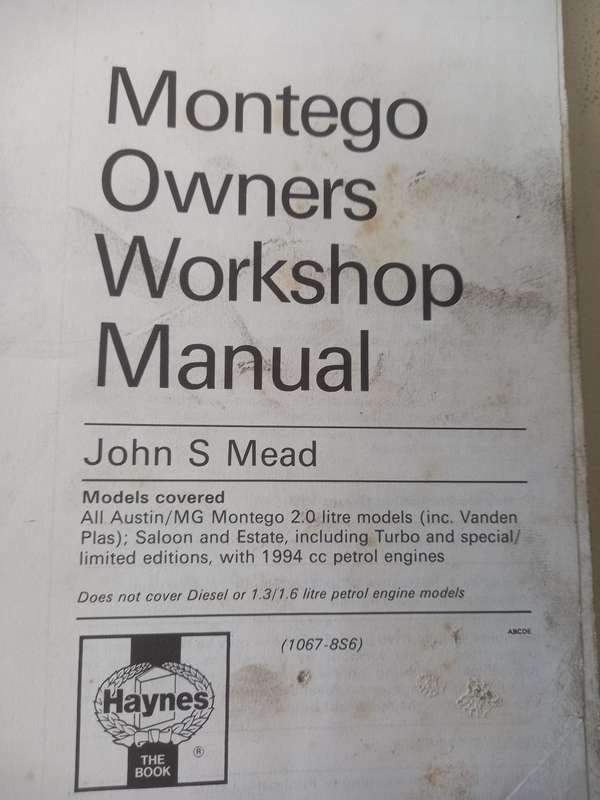 Montego
Owners
Workshop
Manual
John S Mead
Models covered
All Austin/MG Montego 2.0 litre models (inc. Vanden
Plas); Saloon and Estate, including Turbo and special/
limited editions, with 1994 cc petrol engines
Does not cover Diesel or 1.3/1.6 litre petrol engine models
(1067-8S6)
ABCDE
Haynes
®
THE
BOOK